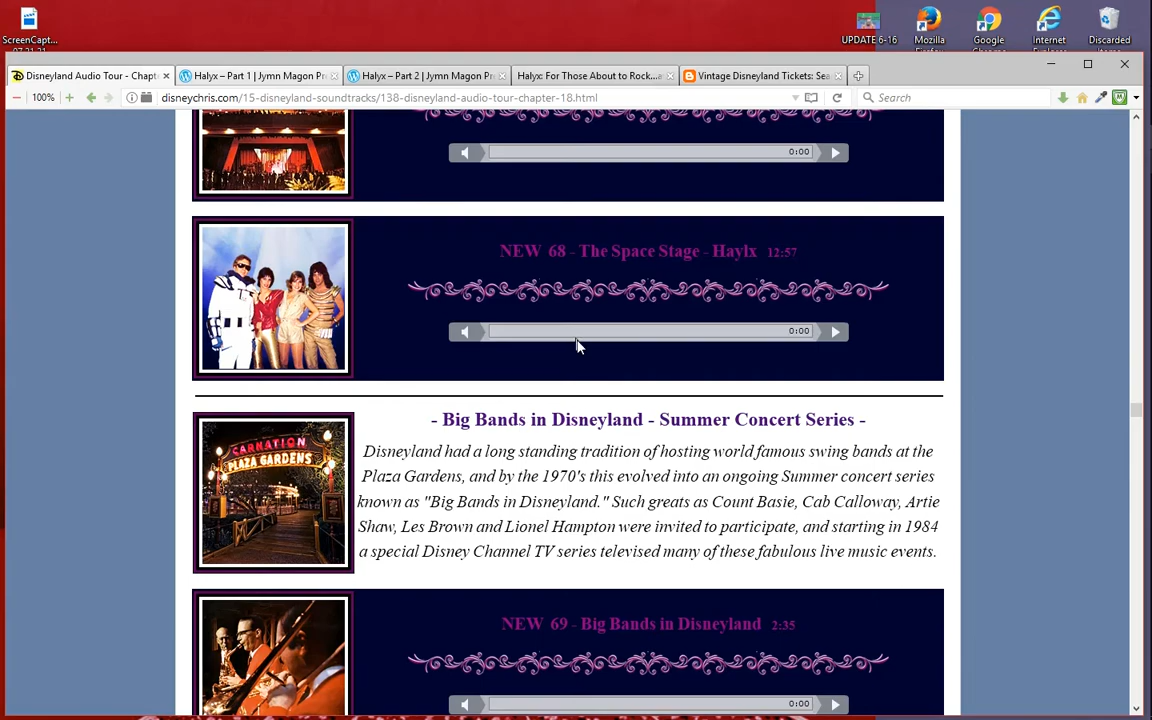 ScreenCapt...
UPDATE 6-16
Mozilla
Google
Internet
Discarded
Disneyland Audio Tour - Chapt
Halyx – Part 1 | Jymn Magon Pr
Halyx – Part 2 | Jymn Magon Pr
Halyx: For Those About to Rock...
Vintage Disneyland Tickets: Sea
100%
disneychris.com/15-disneyland-soundtracks/138-disneyland-audio-tour-chapter-18.html
Search
0:00
NEW 68 - The Space Stage - Haylx 12:57
0:00
- Big Bands in Disneyland - Summer Concert Series -
Disneyland had a long standing tradition of hosting world famous swing bands at the
Plaza Gardens, and by the 1970's this evolved into an ongoing Summer concert series
known as "Big Bands in Disneyland." Such greats as Count Basie, Cab Calloway, Artie
Shaw, Les Brown and Lionel Hampton were invited to participate, and starting in 1984
a special Disney Channel TV series televised many of these fabulous live music events.
CARNATION
PLAZA GARDENS
NEW 69 - Big Bands in Disneyland 2:35
0:00